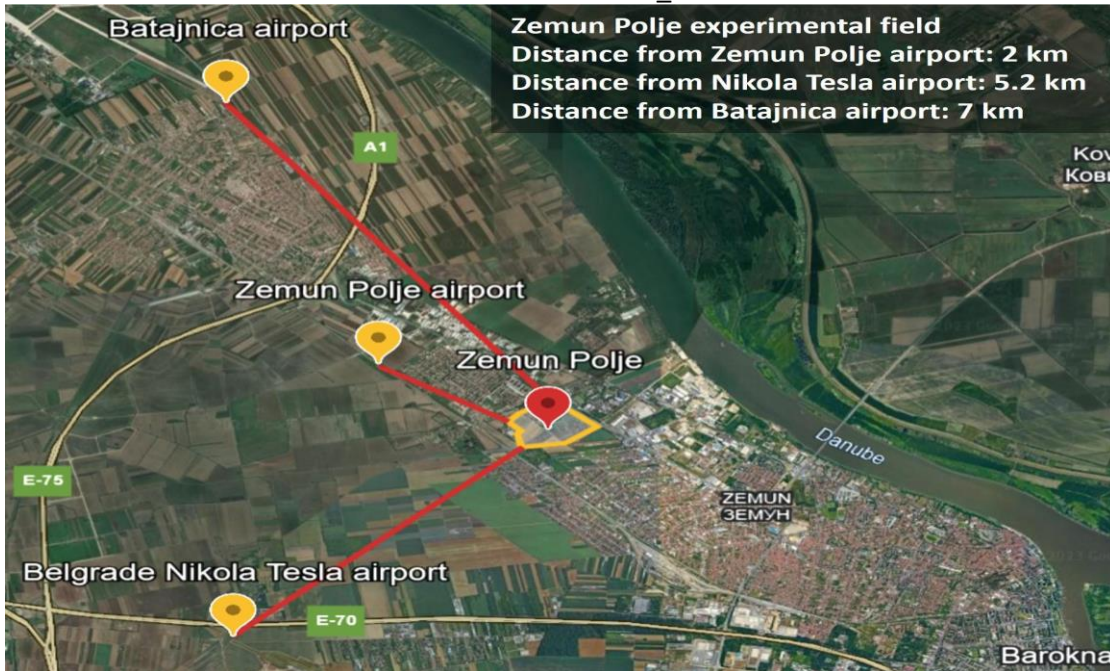 Batajnica airport
Zemun Polje experimental field
Distance from Zemun Polje airport: 2 km
Distance from Nikola Tesla airport: 5.2 km
Distance from Batajnica airport: 7 km
A1
Kov
Кови
Zemun Polje airport
Zemun Polje
Danube
E-75
ZEMUN
ЗЕМУН
Belgrade Nikola Tesla airport
E-70
Barokna